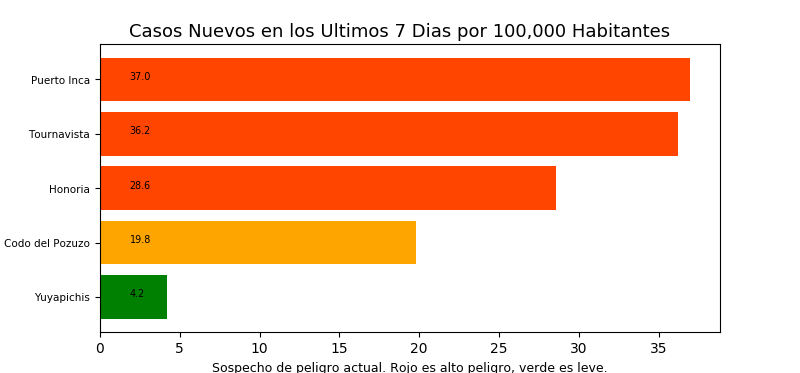 Casos Nuevos en los Ultimos 7 Dias por 100,000 Habitantes
Puerto Inca 37.0
Tournavista 36.2
Honoria 28.6
Codo del Pozuzo 19.8
Yuyapichis 4.2
0 5 10 15 20 25 30 35
Sospecho de peligro actual. Rojo es alto peligro, verde es leve.